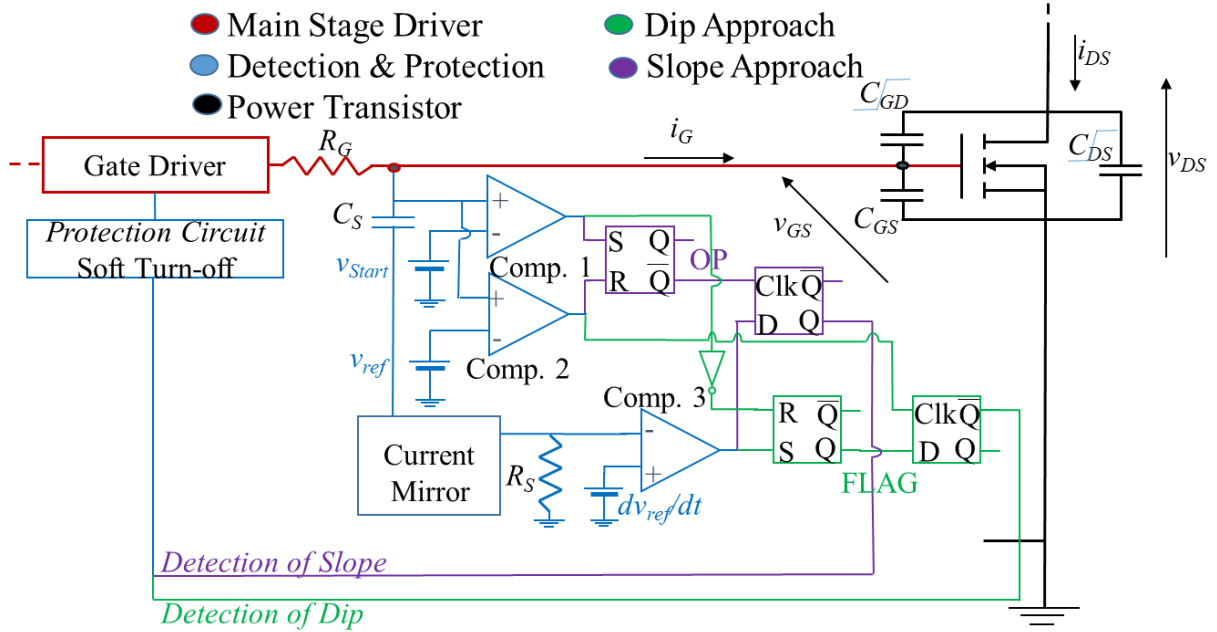 Main Stage Driver
Dip Approach
Detection & Protection
Slope Approach
Power Transistor
Gate Driver
R_G
i_G
i_DS
C_GD
C_DS
v_DS
Protection Circuit
Soft Turn-off
C_S
+
-
v_Start
Comp. 1
S Q
R Q̅
OP
v_GS
C_GS
Clk Q̅
D Q
+
-
v_ref
Comp. 2
Comp. 3
Current
Mirror
R_S
-
+
dv_ref/dt
R Q̅
S Q
FLAG
Clk Q̅
D Q
Detection of Slope
Detection of Dip